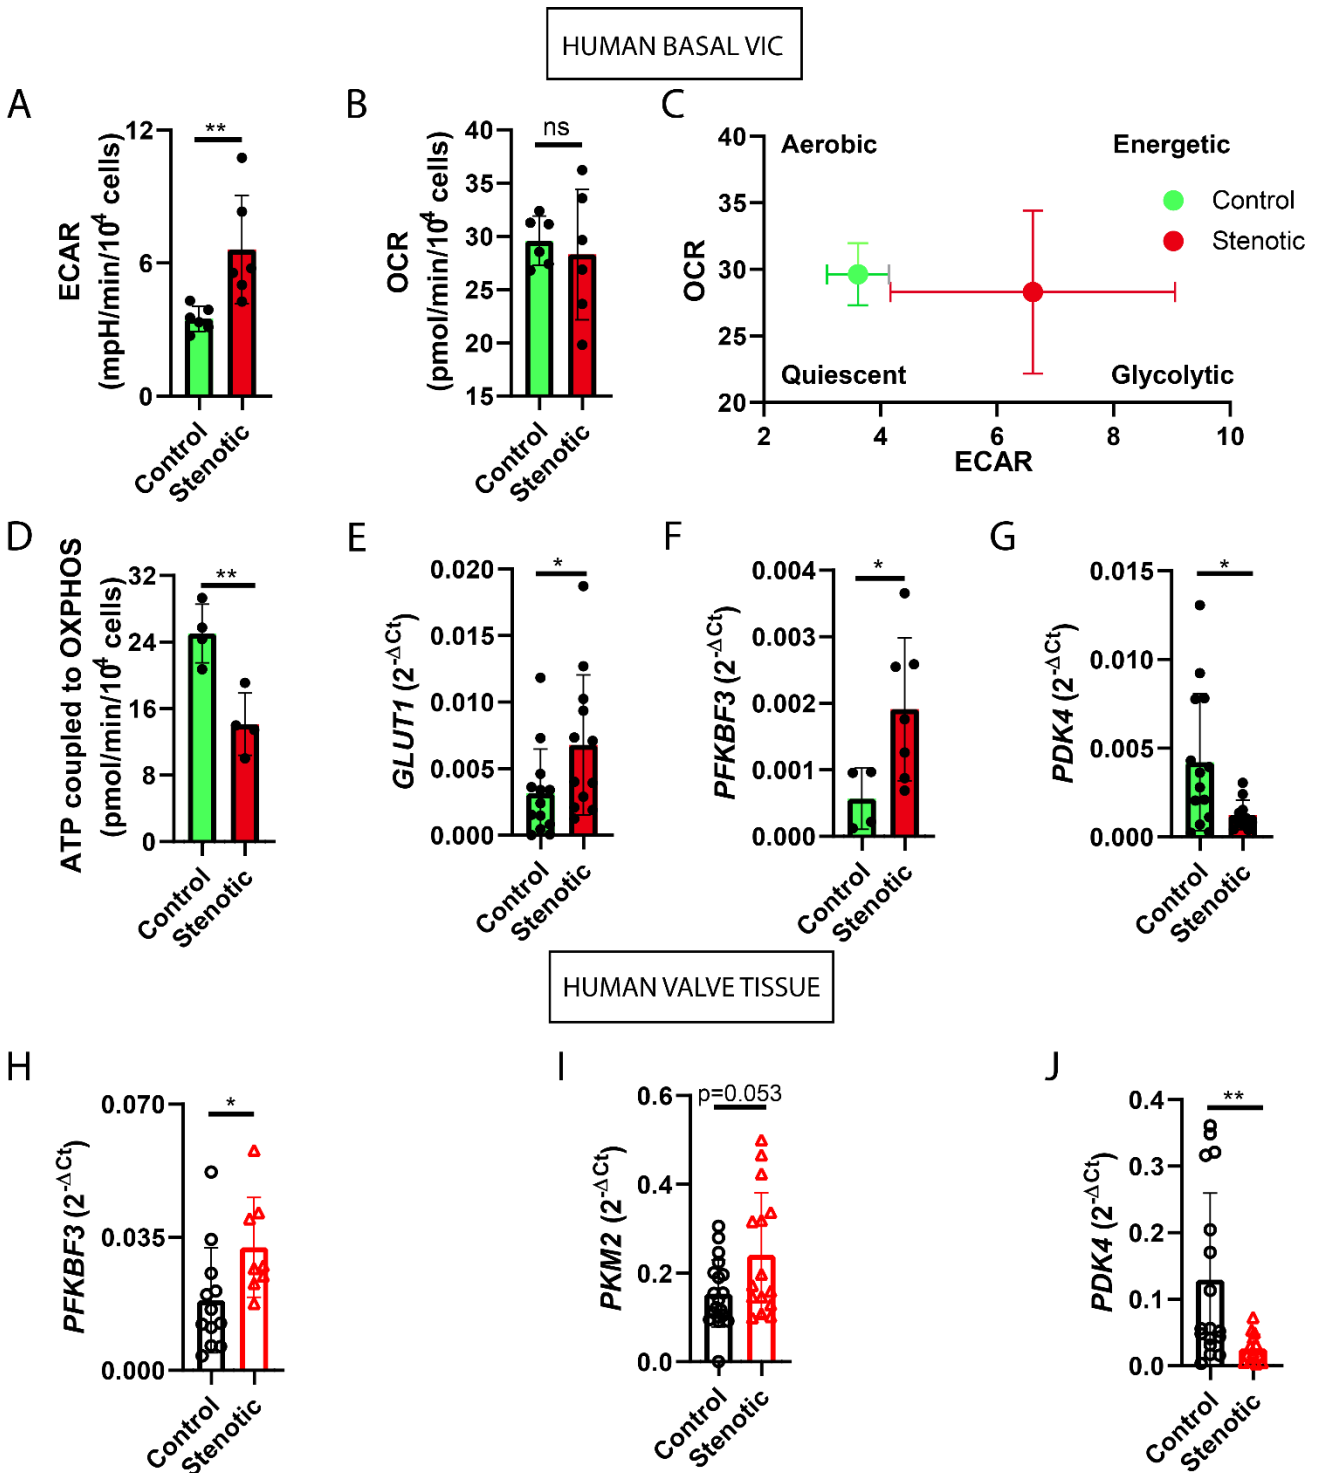 HUMAN BASAL VIC
A
ECAR
(mpH/min/10⁴ cells)
12
6
0
**
Control
Stenotic
B
OCR
(pmol/min/10⁴ cells)
40
35
30
25
20
15
ns
Control
Stenotic
C
OCR
40
35
30
25
20
Aerobic
Energetic
Control
Stenotic
Quiescent
Glycolytic
2
4
6
8
10
ECAR
D
ATP coupled to OXPHOS
(pmol/min/10⁴ cells)
32
24
16
8
0
**
Control
Stenotic
E
GLUT1 (2^-ΔCt)
0.020
0.015
0.010
0.005
0.000
*
Control
Stenotic
F
PFKBF3 (2^-ΔCt)
0.004
0.003
0.002
0.001
0.000
*
Control
Stenotic
G
PDK4 (2^-ΔCt)
0.015
0.010
0.005
0.000
*
Control
Stenotic
HUMAN VALVE TISSUE
H
PFKBF3 (2^-ΔCt)
0.070
0.035
0.000
*
Control
Stenotic
I
PKM2 (2^-ΔCt)
0.6
0.4
0.2
0.0
p=0.053
Control
Stenotic
J
PDK4 (2^-ΔCt)
0.4
0.3
0.2
0.1
0.0
**
Control
Stenotic